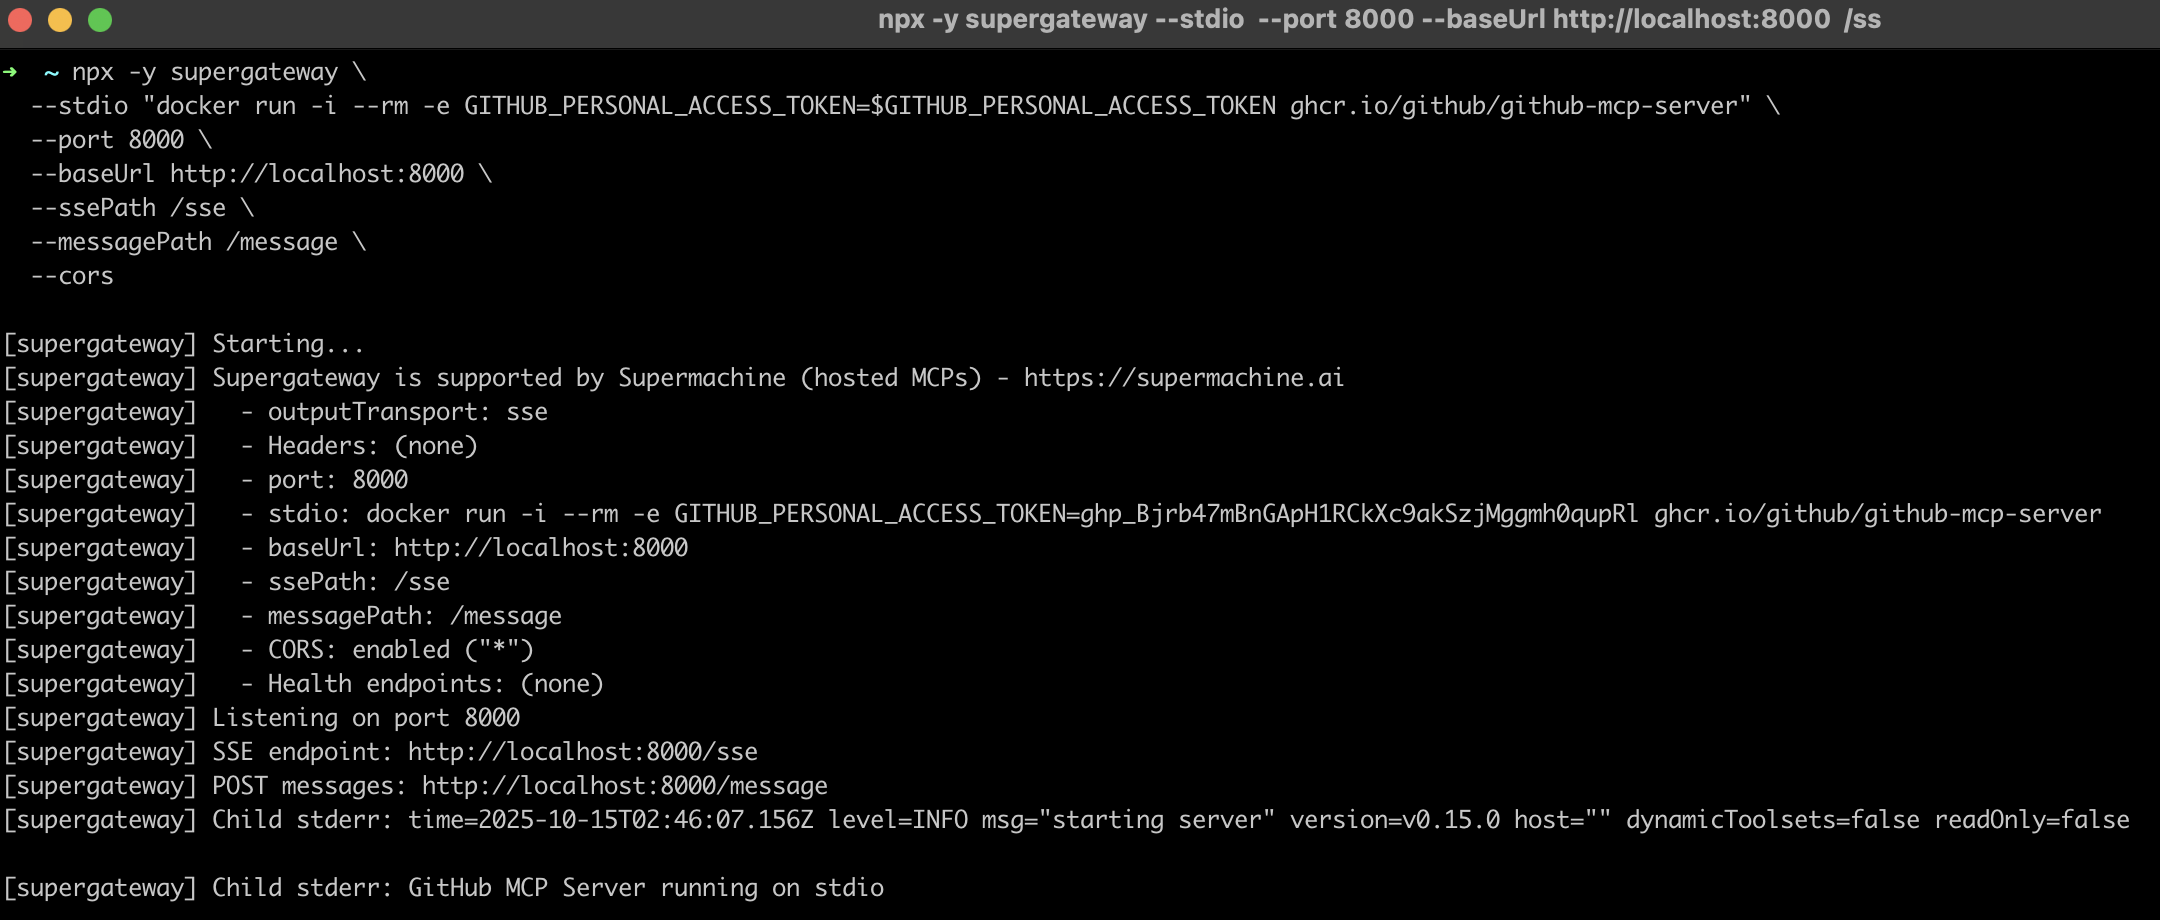 npx -y supergateway --stdio  --port 8000 --baseUrl http://localhost:8000  /ss
➜  ~ npx -y supergateway \
  --stdio "docker run -i --rm -e GITHUB_PERSONAL_ACCESS_TOKEN=$GITHUB_PERSONAL_ACCESS_TOKEN ghcr.io/github/github-mcp-server" \
  --port 8000 \
  --baseUrl http://localhost:8000 \
  --ssePath /sse \
  --messagePath /message \
  --cors
[supergateway] Starting...
[supergateway] Supergateway is supported by Supermachine (hosted MCPs) - https://supermachine.ai
[supergateway]   - outputTransport: sse
[supergateway]   - Headers: (none)
[supergateway]   - port: 8000
[supergateway]   - stdio: docker run -i --rm -e GITHUB_PERSONAL_ACCESS_TOKEN=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 ghcr.io/github/github-mcp-server
[supergateway]   - baseUrl: http://localhost:8000
[supergateway]   - ssePath: /sse
[supergateway]   - messagePath: /message
[supergateway]   - CORS: enabled ("*")
[supergateway]   - Health endpoints: (none)
[supergateway] Listening on port 8000
[supergateway] SSE endpoint: http://localhost:8000/sse
[supergateway] POST messages: http://localhost:8000/message
[supergateway] Child stderr: time=2025-10-15T02:46:07.156Z level=INFO msg="starting server" version=v0.15.0 host="" dynamicToolsets=false readOnly=false
[supergateway] Child stderr: GitHub MCP Server running on stdio